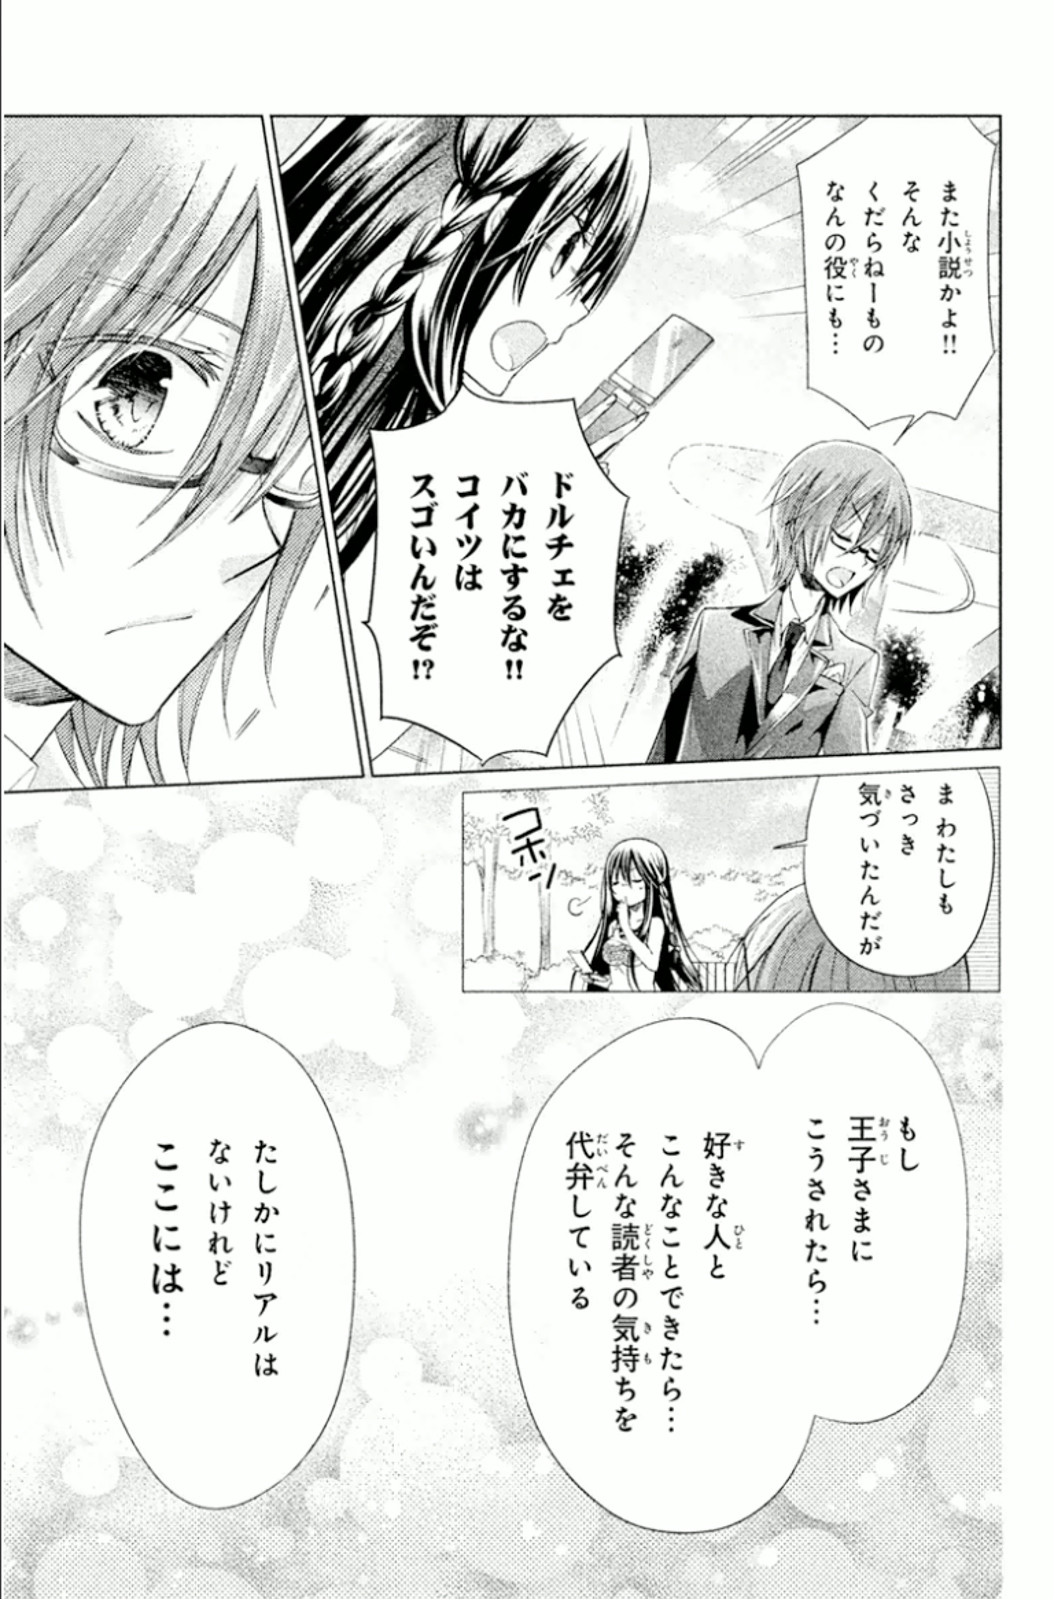 また小説かよ!!
そんな
くだらねーもの
なんの役にも…
ドルチェを
バカにするな!!
コイツは
スゴいんだぞ!?
ま わたしも
さっき
気づいたんだが
コホン
もし
王子さまに
こうされたら…
好きな人と
こんなことできたら…
そんな読者の気持ちを
代弁している
たしかにリアルは
ないけれど
ここには…